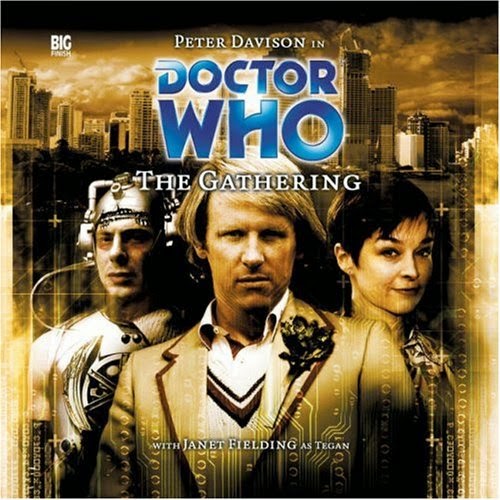 BIG
FINISH
PETER DAVISON IN
DOCTOR
WHO
THE GATHERING
WITH JANET FIELDING AS TEGAN